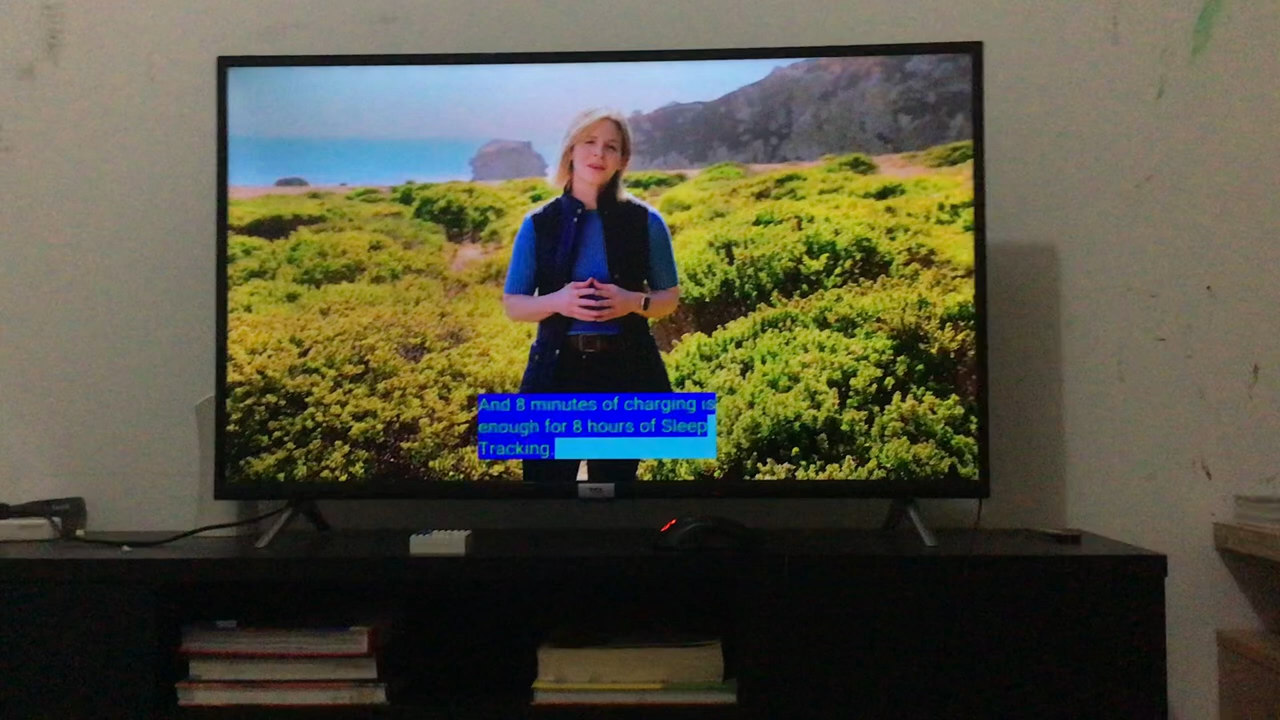 And 8 minutes of charging is
enough for 8 hours of Sleep
Tracking.